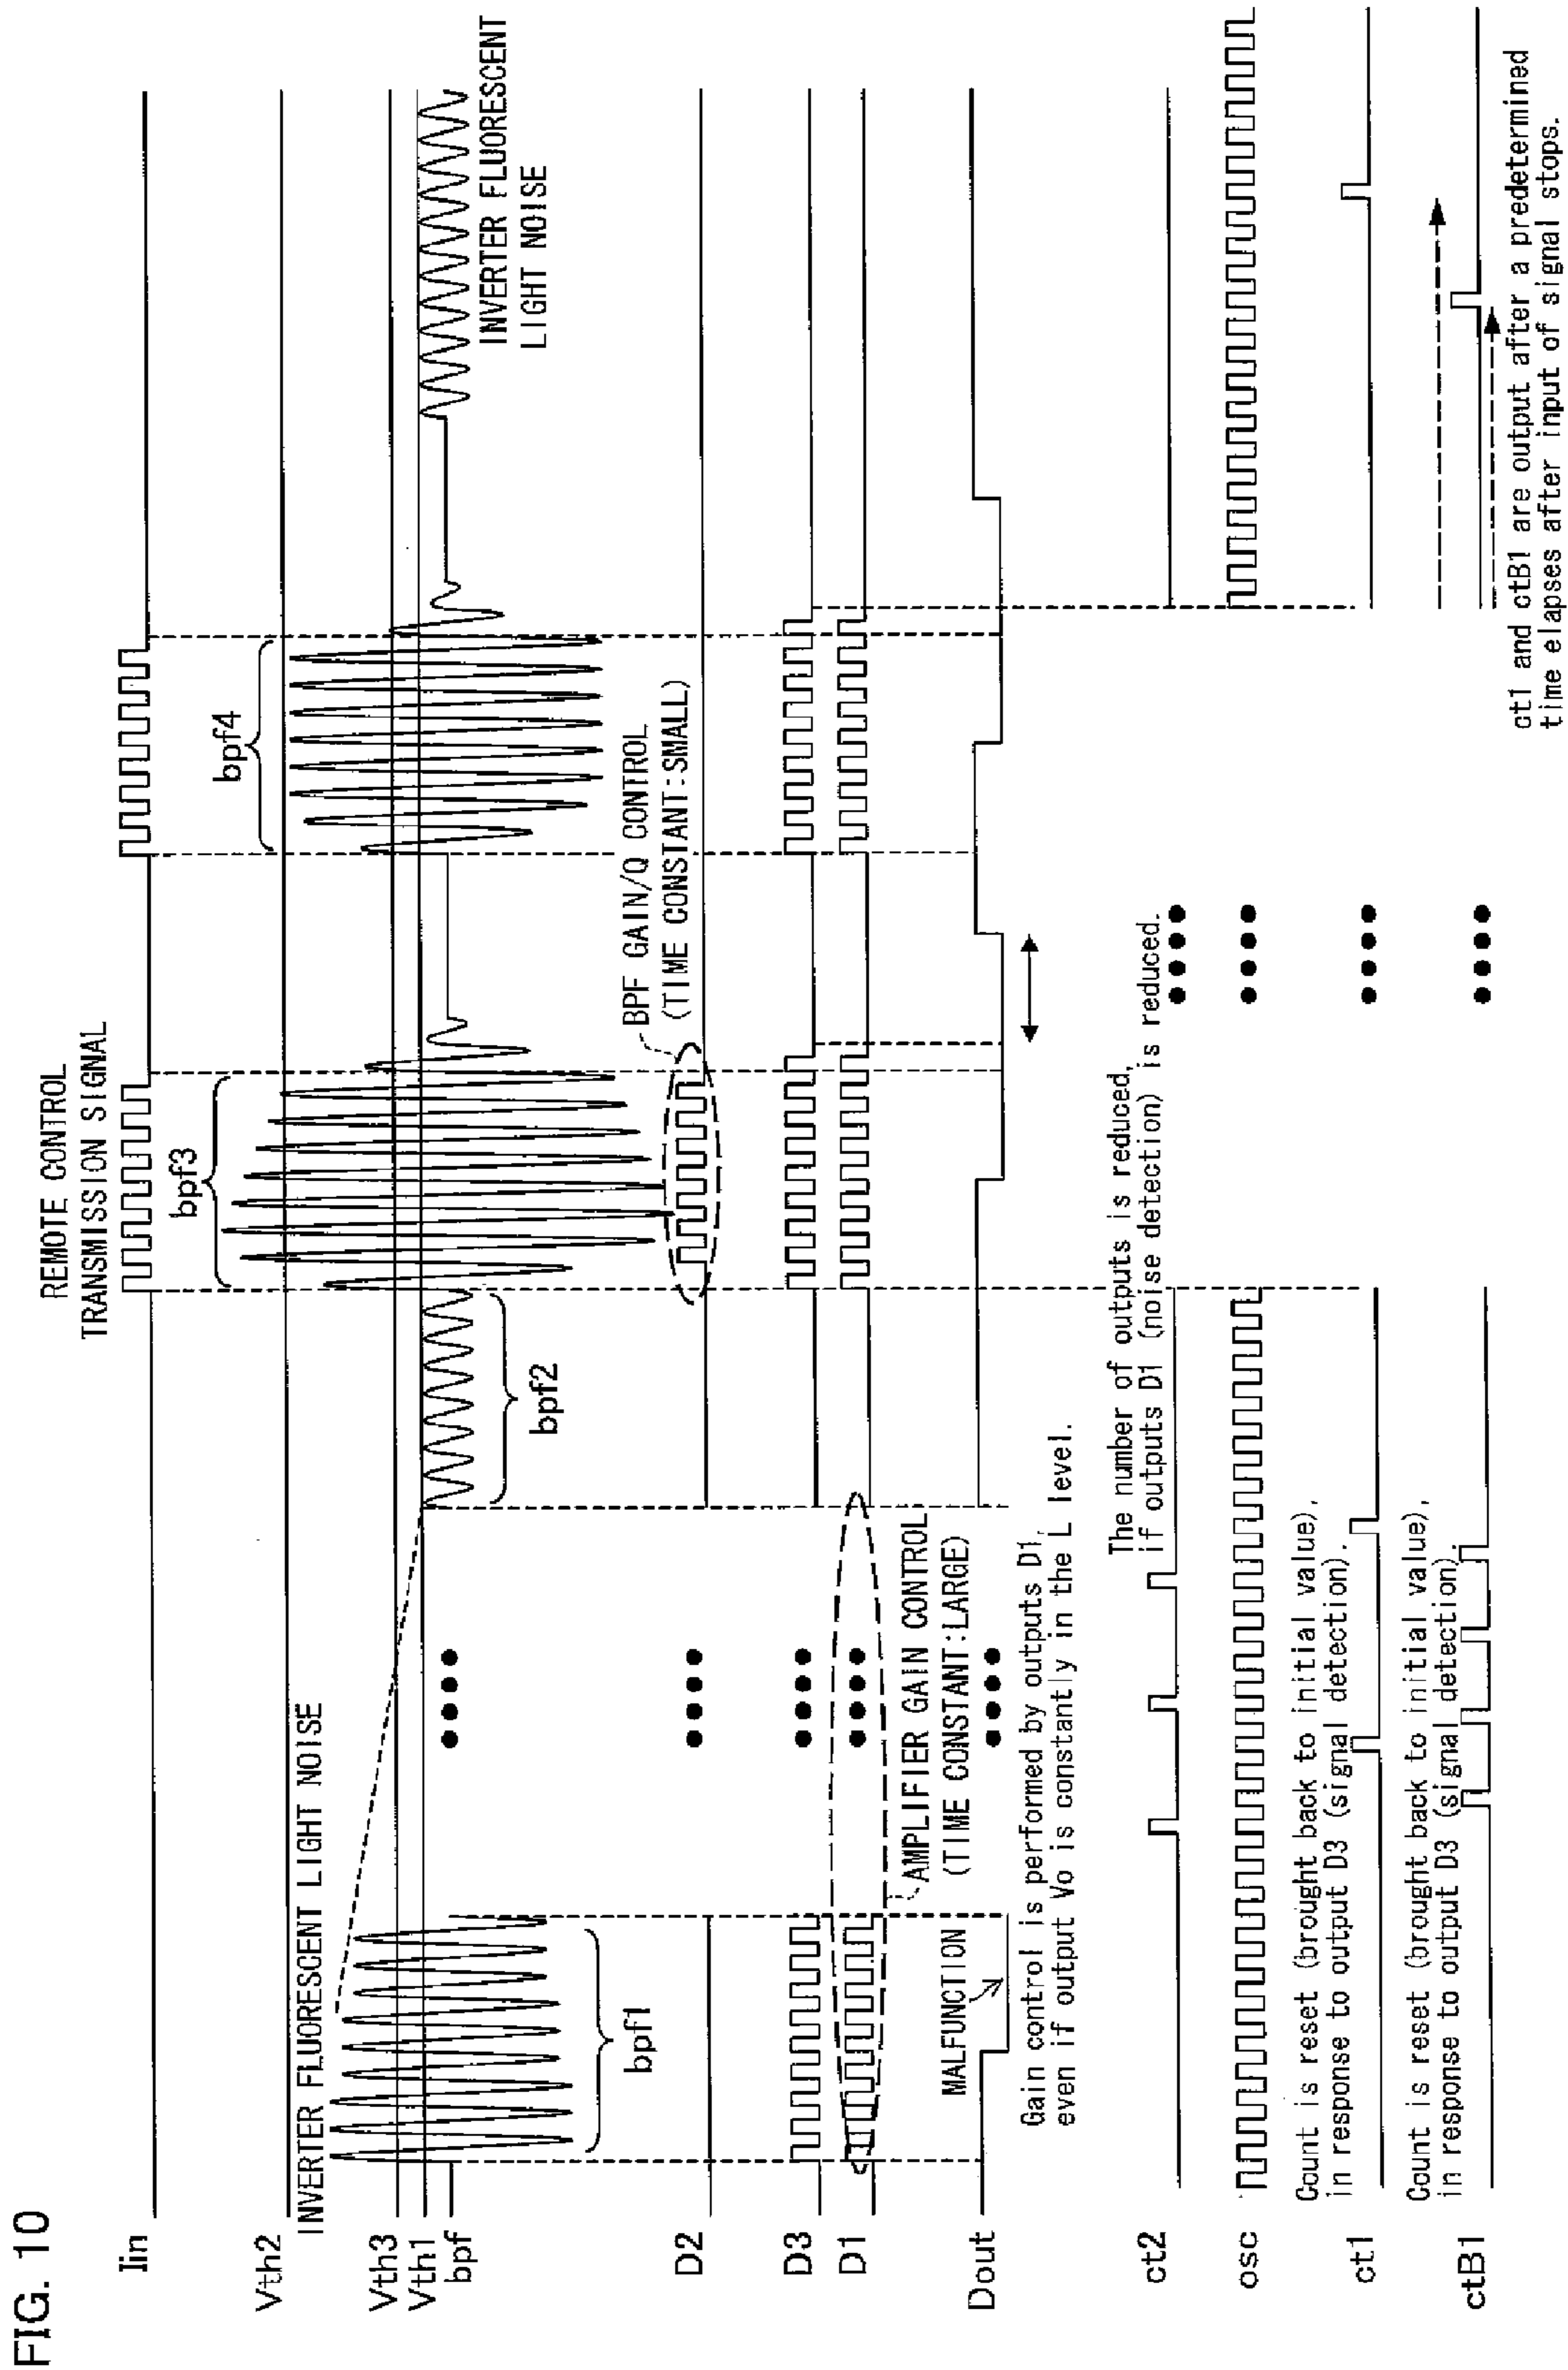 FIG. 10
REMOTE CONTROL
TRANSMISSION SIGNAL
Iin
Vth2
INVERTER FLUORESCENT LIGHT NOISE
Vth3
Vth1
bpf
bpf1
bpf2
bpf3
bpf4
INVERTER FLUORESCENT
LIGHT NOISE
BPF GAIN/Q CONTROL
(TIME CONSTANT:SMALL)
D2
D3
D1
AMPLIFIER GAIN CONTROL
(TIME CONSTANT:LARGE)
MALFUNCTION
Dout
Gain control is performed by outputs D1,
even if output Vo is constantly in the L level.
The number of outputs is reduced,
if outputs D1 (noise detection) is reduced.
ct2
osc
Count is reset (brought back to initial value),
in response to output D3 (signal detection).
ct1
Count is reset (brought back to initial value),
in response to output D3 (signal detection).
ctB1
ct1 and ctB1 are output after a predetermined
time elapses after input of signal stops.